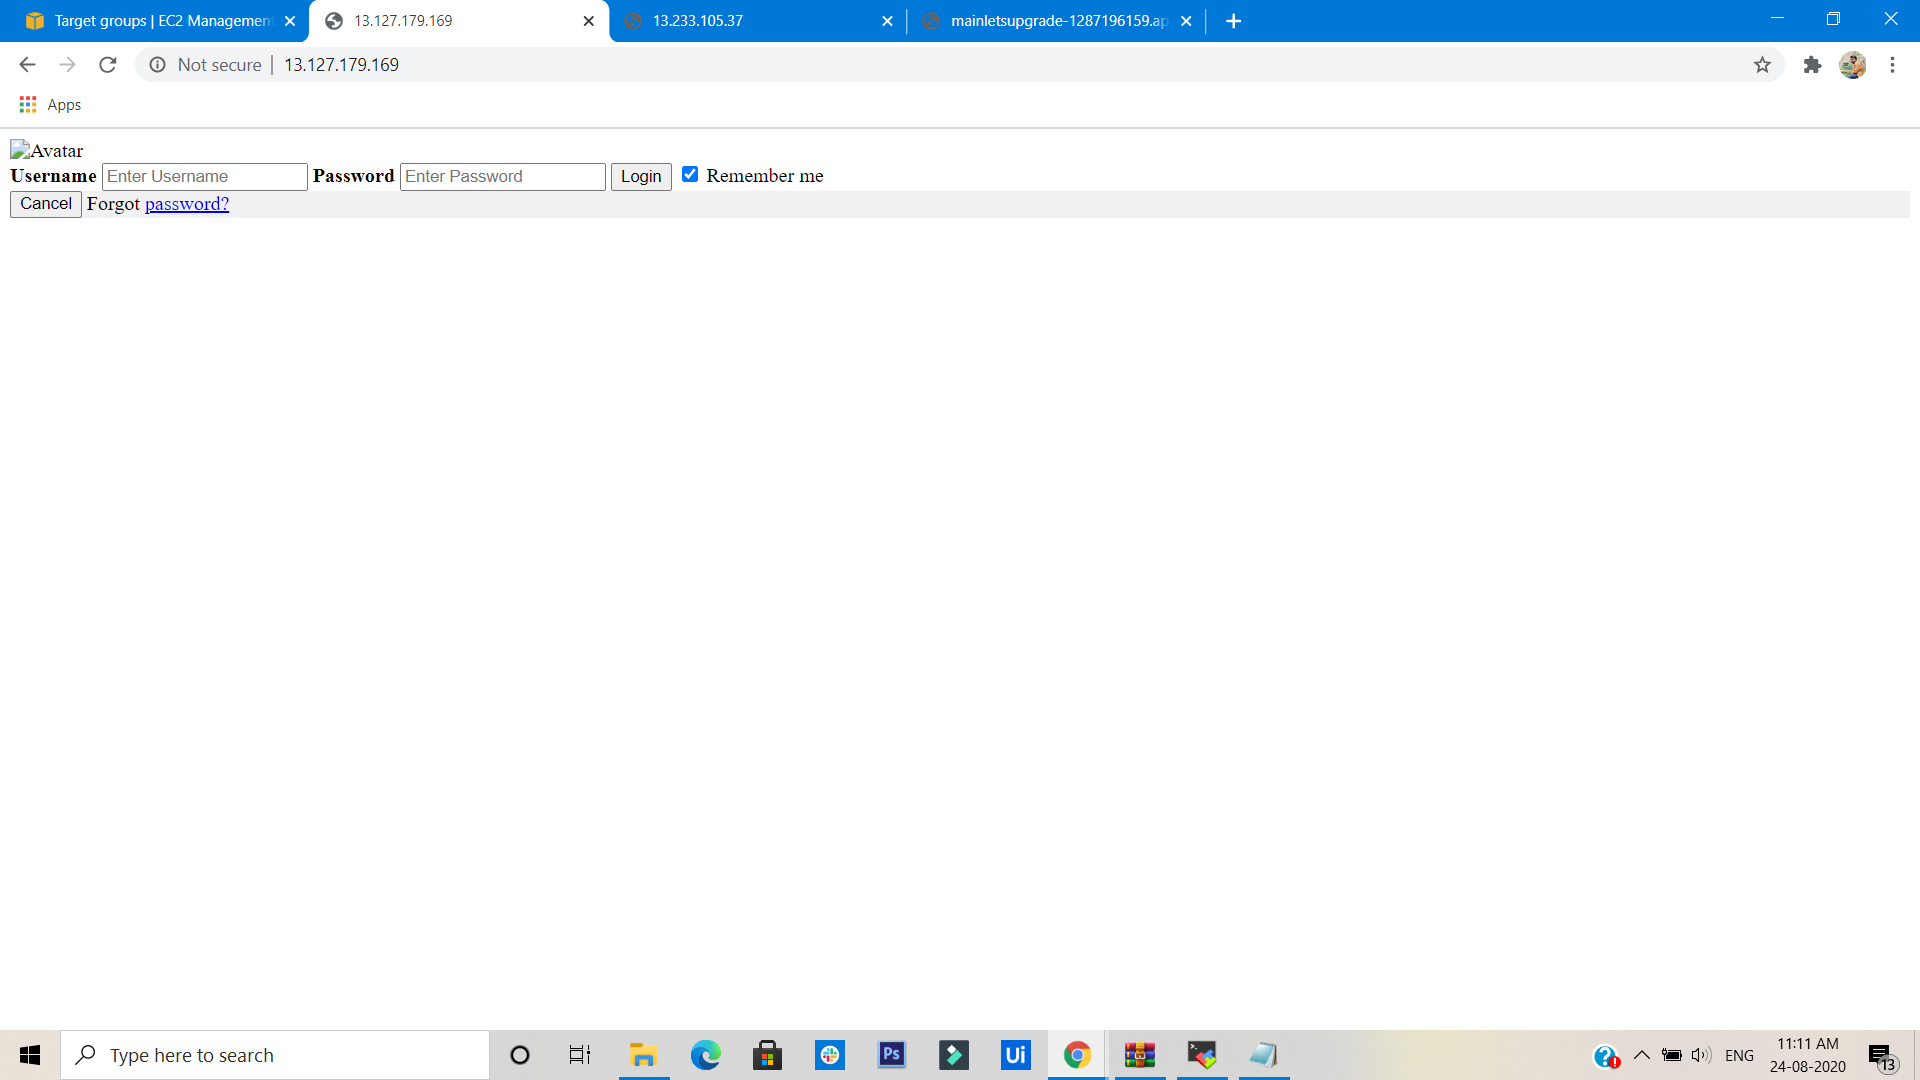 Target groups | EC2 Managemen
13.127.179.169
13.233.105.37
mainletsupgrade-1287196159.ap
Not secure | 13.127.179.169
Apps
Avatar
Username Enter Username Password Enter Password Login Remember me
Cancel Forgot password?
Type here to search
Ps
Ui
ENG
11:11 AM
24-08-2020
13